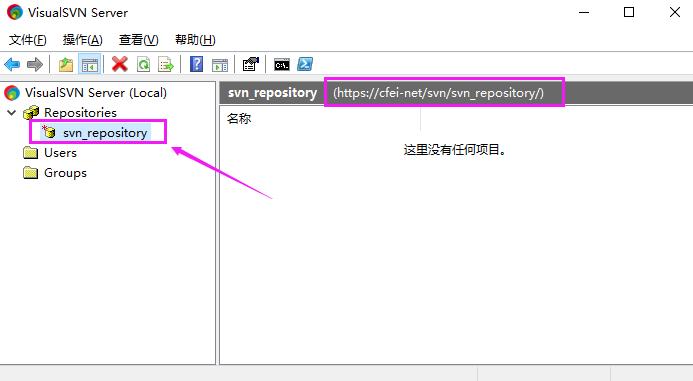 VisualSVN Server
文件(F) 操作(A) 查看(V) 帮助(H)
VisualSVN Server (Local)
Repositories
svn_repository
Users
Groups
svn_repository (https://cfei-net/svn/svn_repository/)
名称
这里没有任何项目。